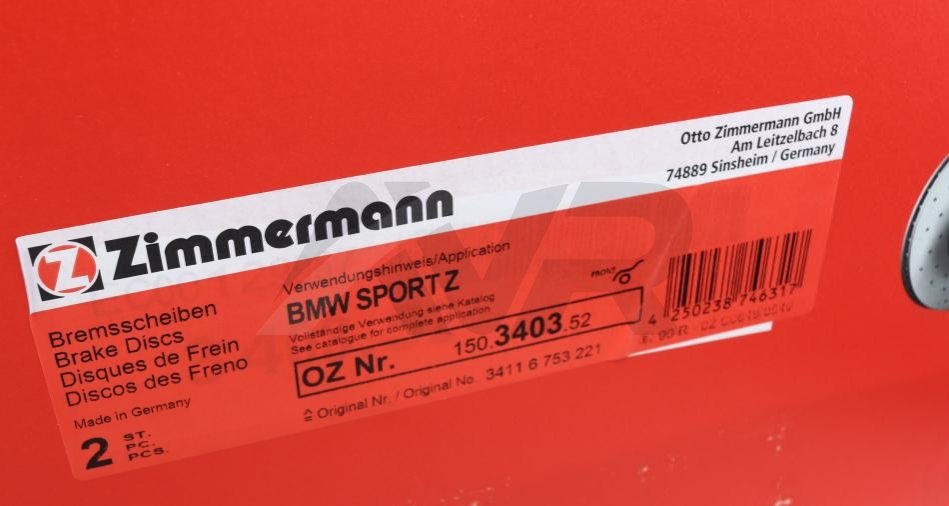 Otto Zimmermann GmbH
Am Leitzelbach 8
74889 Sinsheim / Germany
Z Zimmermann
Bremsscheiben
Brake Discs
Disques de Frein
Discos des Freno
Made in Germany
2 ST.
PC.
PCS.
Verwendungshinweis/Application
BMW SPORT Z
Vollständige Verwendung siehe Katalog
See catalogue for complete application
FRONT
OZ Nr. 150.3403.52
≙ Original Nr. / Original No. 3411 6 753 221
4 250238 746317
NR